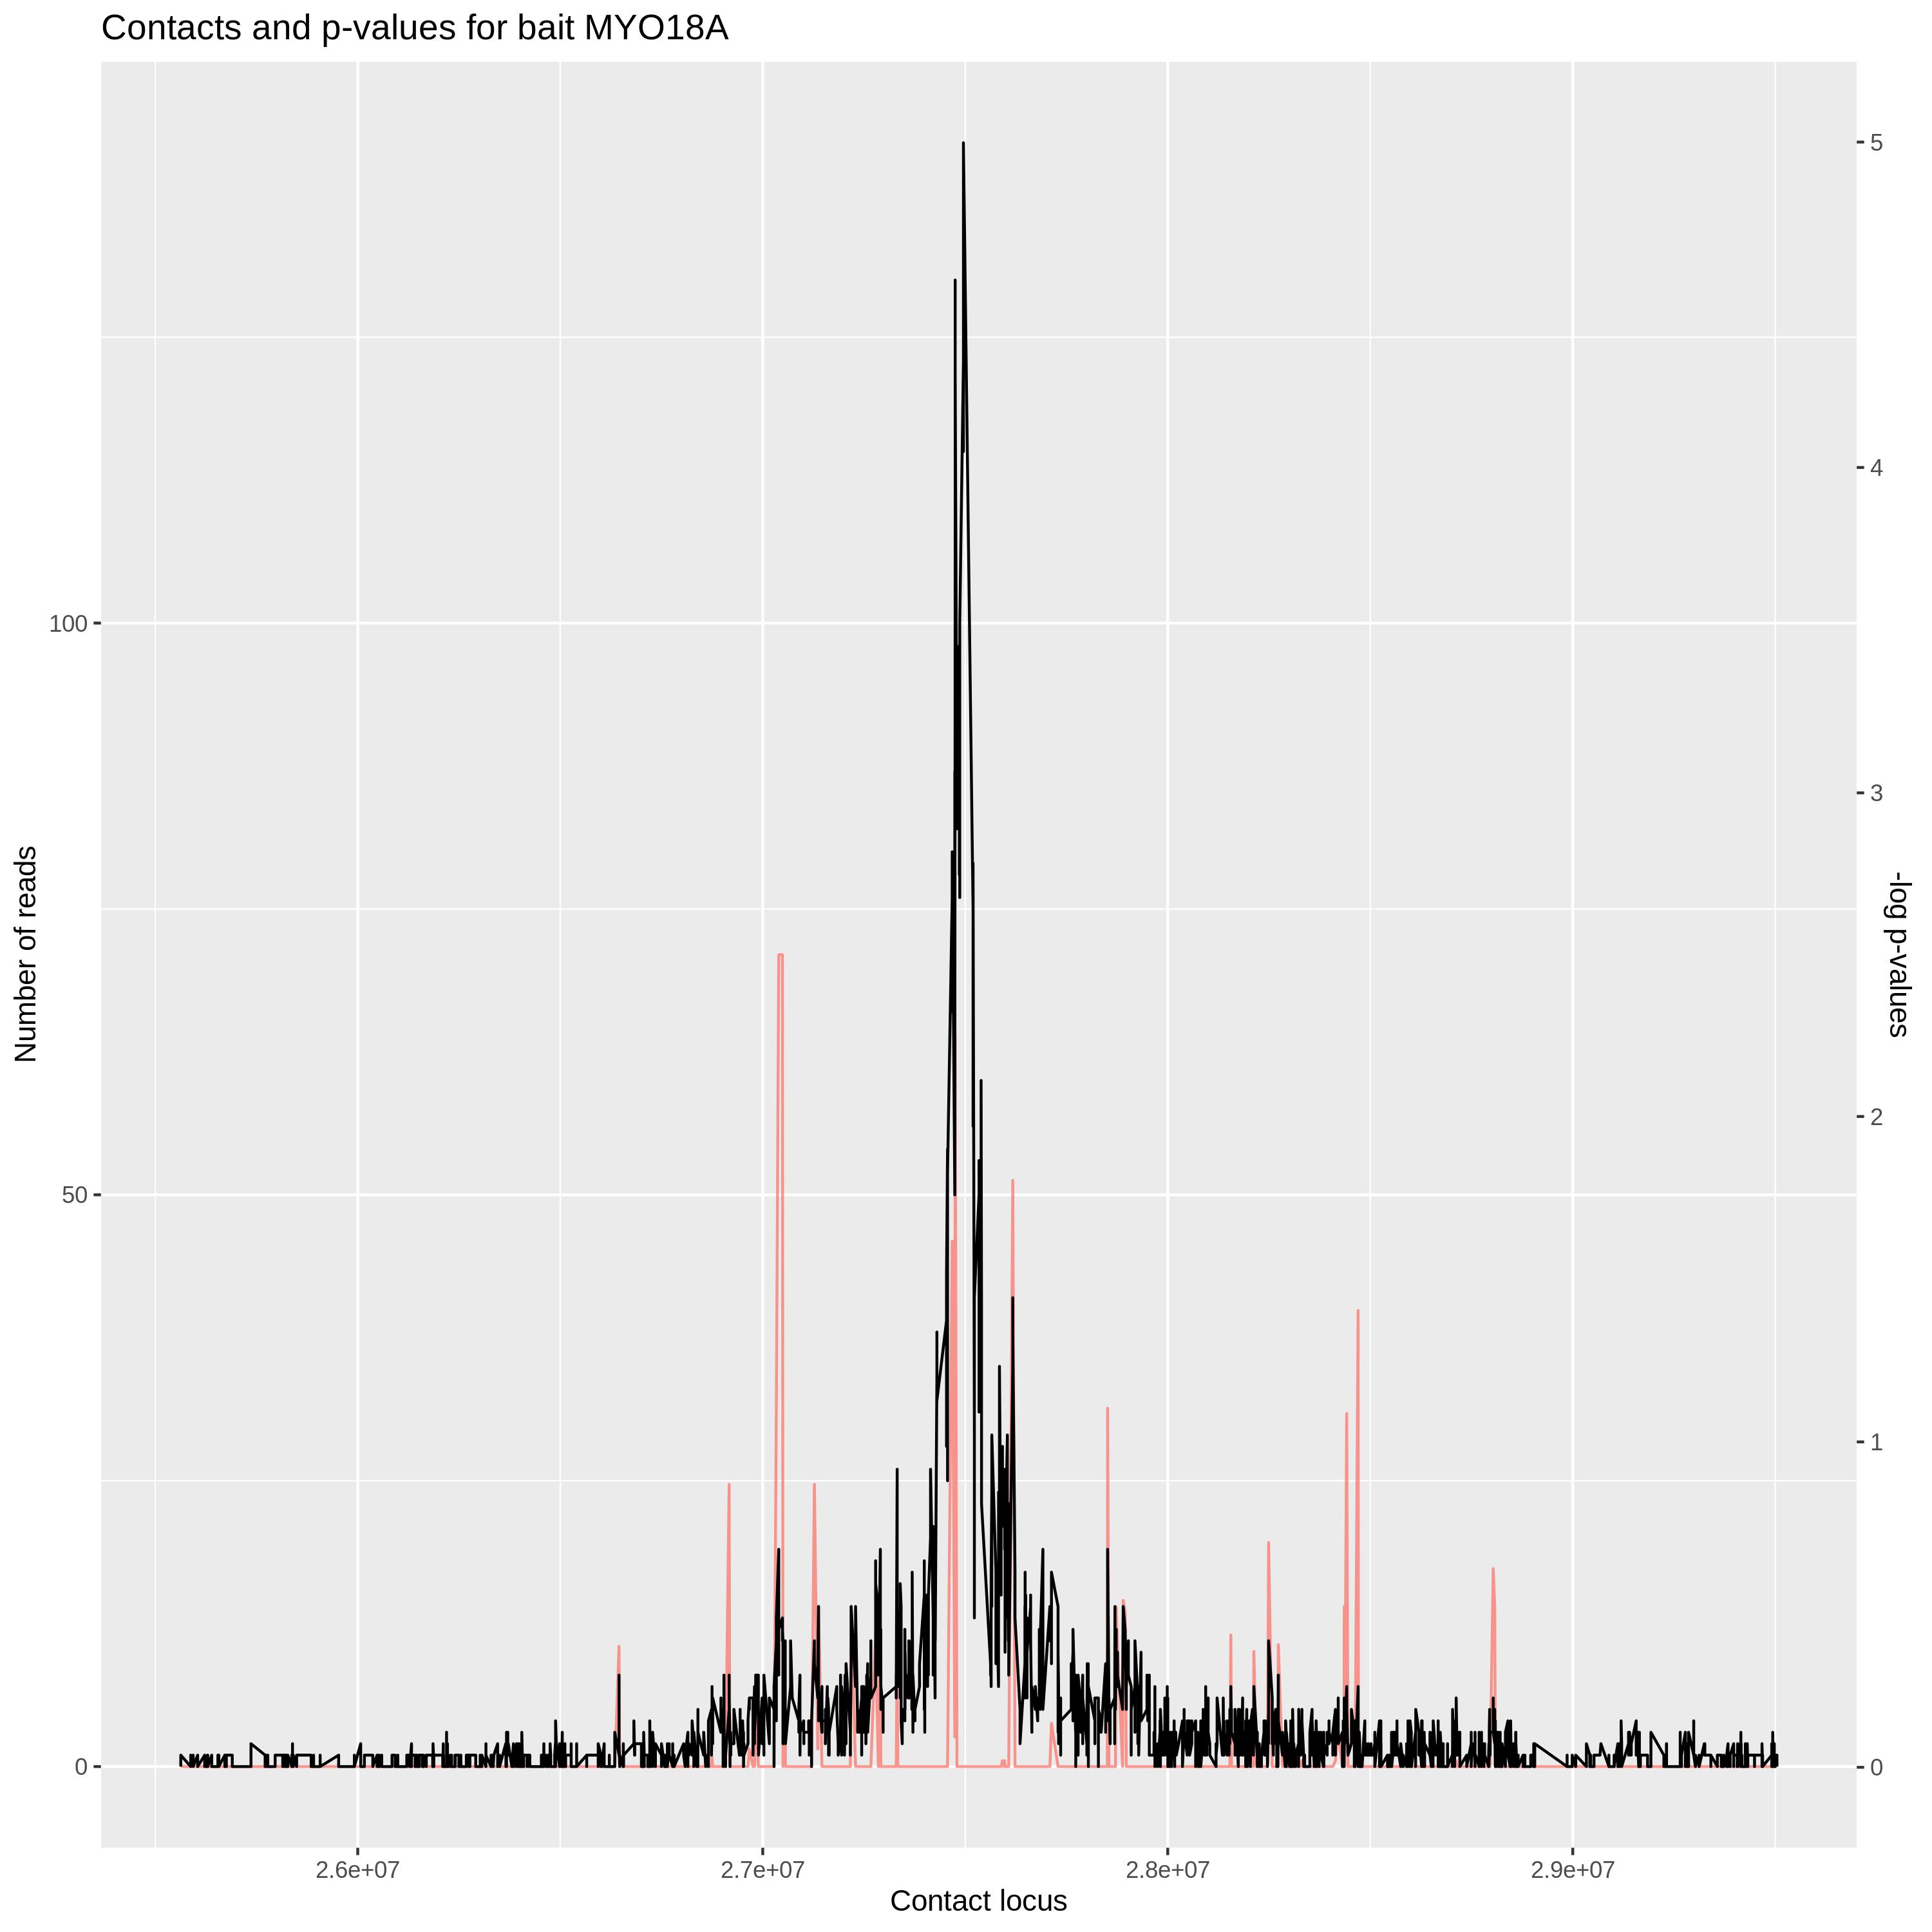 Contacts and p-values for bait MYO18A
Number of reads
100
50
0
5
4
3
2
1
0
-log p-values
2.6e+07
2.7e+07
2.8e+07
2.9e+07
Contact locus